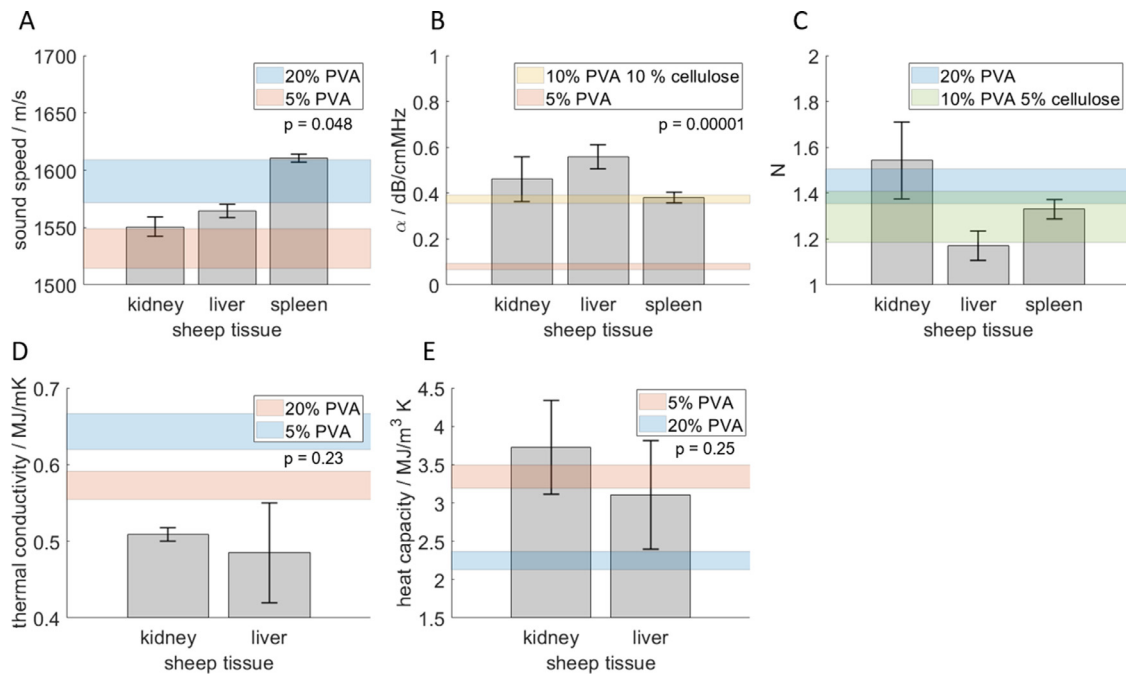 A
sound speed / m/s
1700
1650
1600
1550
1500
20% PVA
5% PVA
p = 0.048
kidney liver spleen
sheep tissue
B
α / dB/cmMHz
1
0.8
0.6
0.4
0.2
0
10% PVA 10 % cellulose
5% PVA
p = 0.00001
kidney liver spleen
sheep tissue
C
N
2
1.8
1.6
1.4
1.2
1
20% PVA
10% PVA 5% cellulose
kidney liver spleen
sheep tissue
D
thermal conductivity / MJ/mK
0.7
0.6
0.5
0.4
20% PVA
5% PVA
p = 0.23
kidney liver
sheep tissue
E
heat capacity / MJ/m³ K
4.5
4
3.5
3
2.5
2
1.5
5% PVA
20% PVA
p = 0.25
kidney liver
sheep tissue